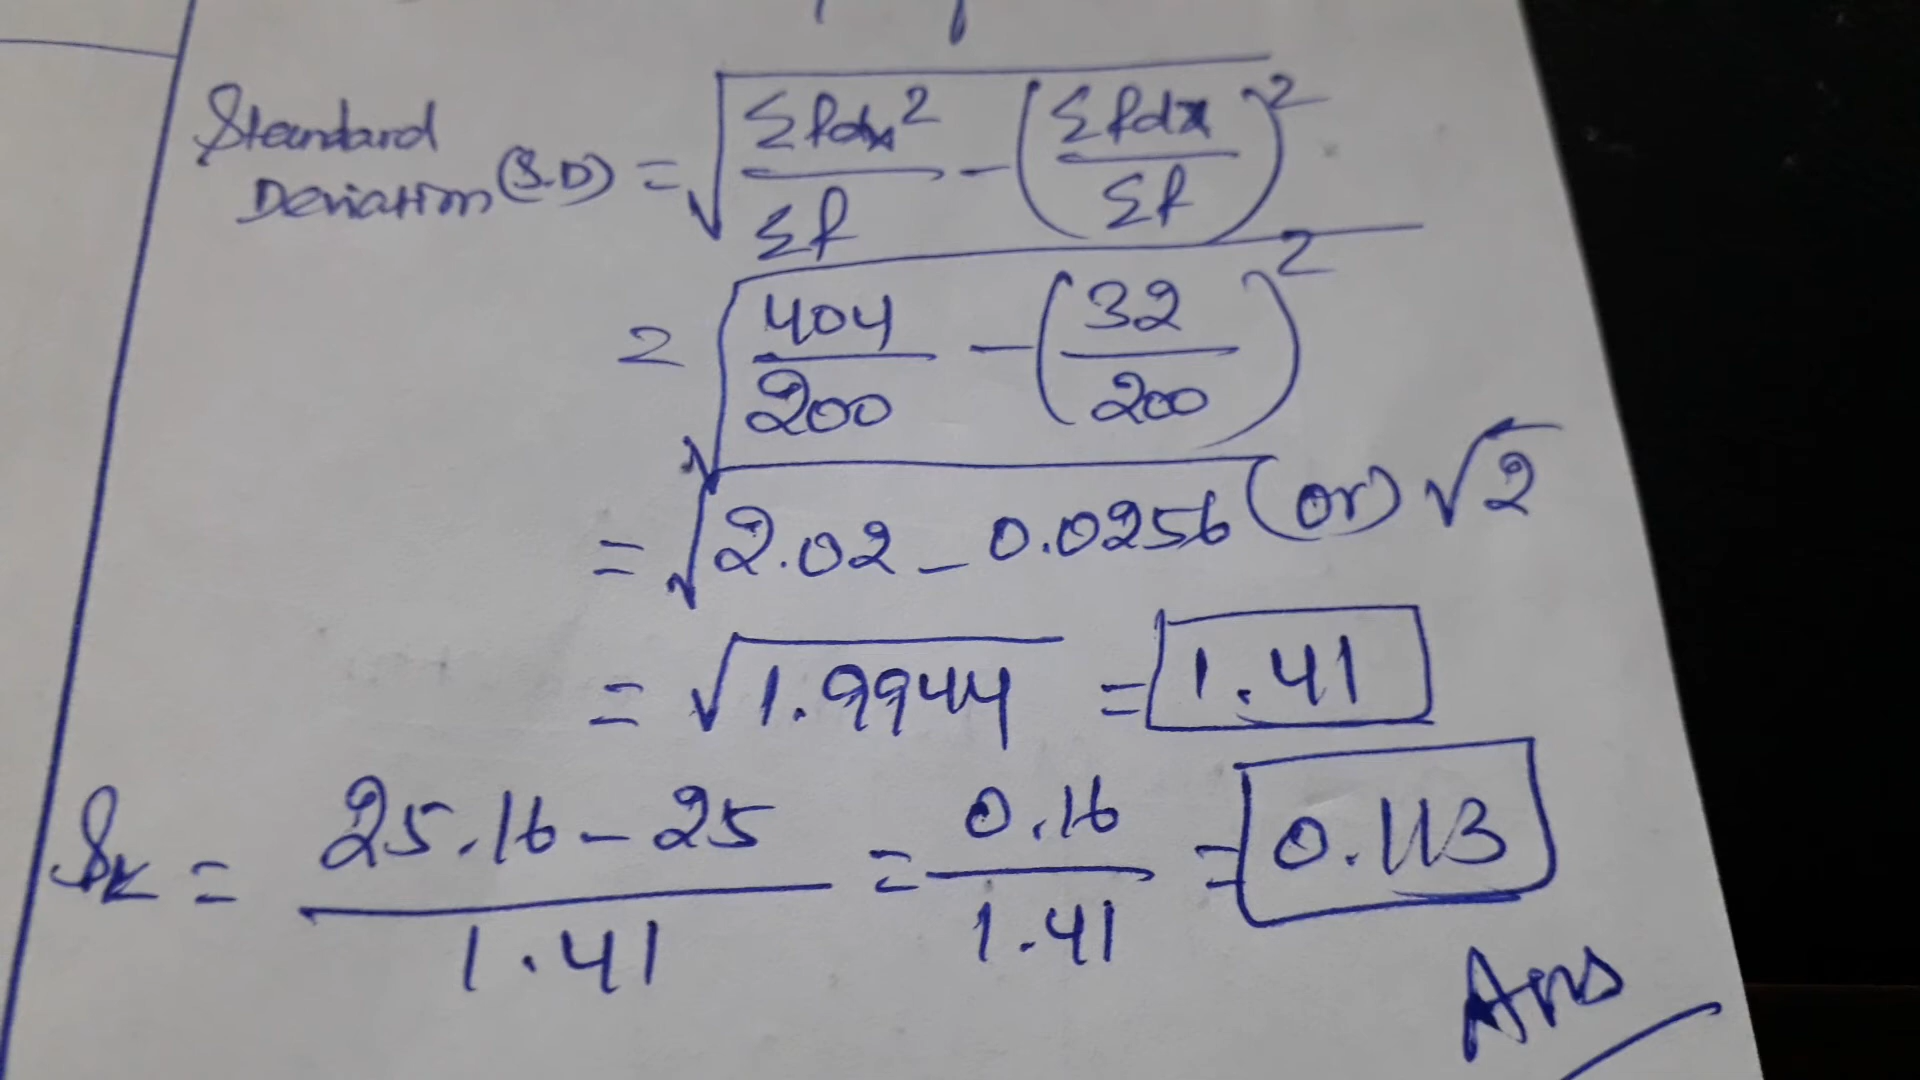 Standard Deviation (S.D) = √(Σfdx²/Σf - (Σfdx/Σf)²)
= √(404/200 - (32/200)²)
= √(2.02 - 0.0256) (or) √2
= √1.9944 = 1.41
Sk = (25.16 - 25)/1.41 = 0.16/1.41 = 0.113
Ans